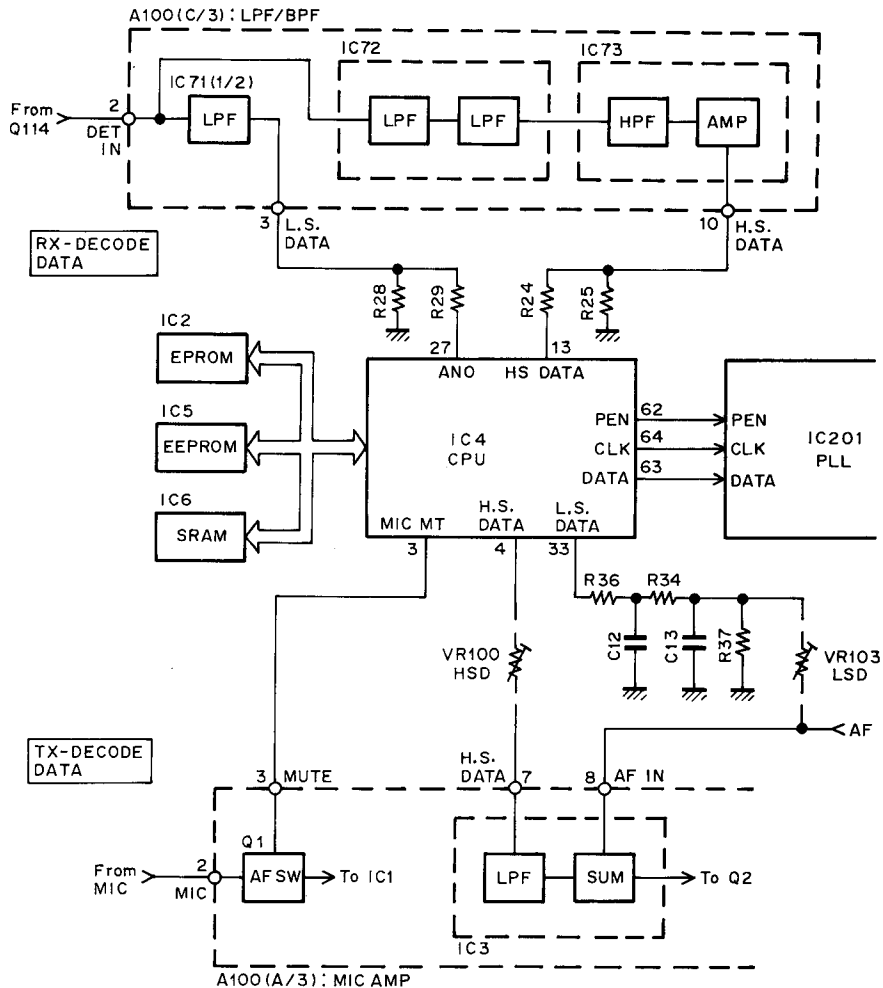 A100(C/3): LPF/BPF
IC72
IC73
IC71(1/2)
From
Q114
2
DET
IN
LPF
LPF
LPF
HPF
AMP
3
L.S.
DATA
10
H.S.
DATA
RX-DECODE
DATA
R28
R29
R24
R25
IC2
EPROM
27
13
ANO
HS DATA
IC5
EEPROM
IC4
CPU
PEN
62
PEN
CLK
64
CLK
DATA
63
DATA
IC201
PLL
IC6
SRAM
MIC MT
H.S.
DATA
L.S.
DATA
3
4
33
R36
R34
C12
C13
R37
VR100
HSD
VR103
LSD
AF
TX-DECODE
DATA
3
MUTE
H.S.
DATA
7
8
AF IN
Q1
From
MIC
2
MIC
AF SW
To IC1
LPF
SUM
To Q2
IC3
A100(A/3): MIC AMP